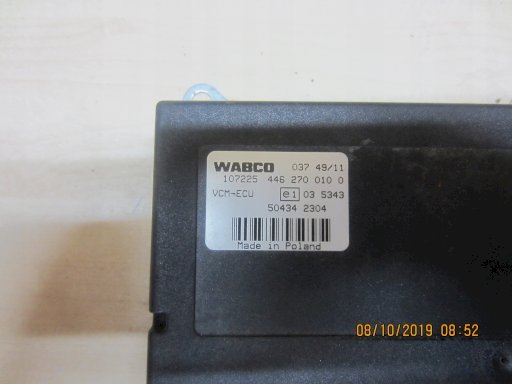 WABCO 037 49/11
107225 446 270 010 0
VCM-ECU e1 03 5343
50434 2304
Made in Poland
08/10/2019 08:52